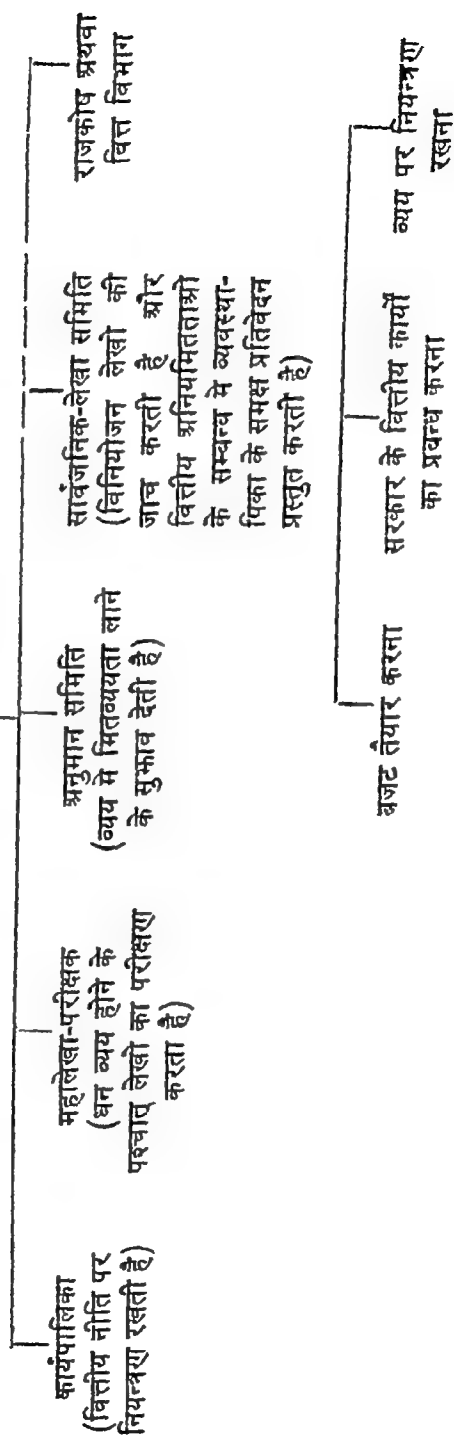 कार्यपालिका
(वित्तीय नीति पर
नियन्त्रण रखती है)
महालेखा-परीक्षक
(धन व्यय होने के
पश्चात् लेखो का परीक्षण
करता है)
अनुमान समिति
(व्यय मे मितव्ययता लाने
के सुझाव देती है)
सार्वजनिक-लेखा समिति
(विनियोजन लेखो की
जाच करती है और
वित्तीय अनियमितताओ
के सम्बन्ध मे व्यवस्था-
पिका के समक्ष प्रतिवेदन
प्रस्तुत करती है)
राजकोष अथवा
वित्त विभाग
बजट तैयार करना
सरकार के वित्तीय कार्यों
का प्रबन्ध करना
व्यय पर नियन्त्रण
रखना